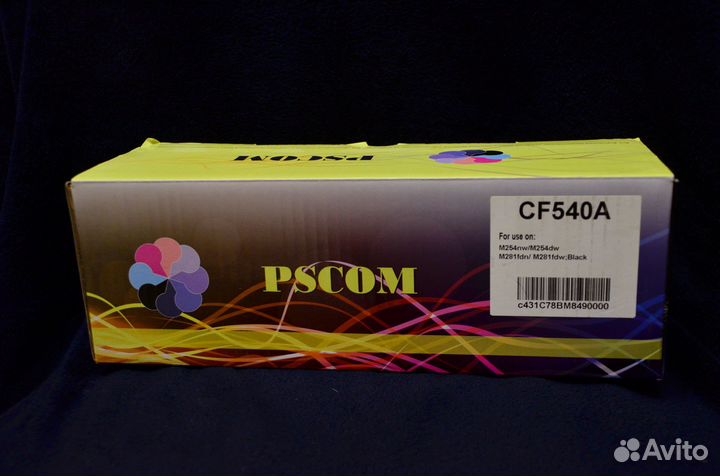 PSCOM
CF540A
For use on:
M254nw/M254dw
M281fdn/ M281fdw;Black
PSCOM
c431C78BM8490000
Avito